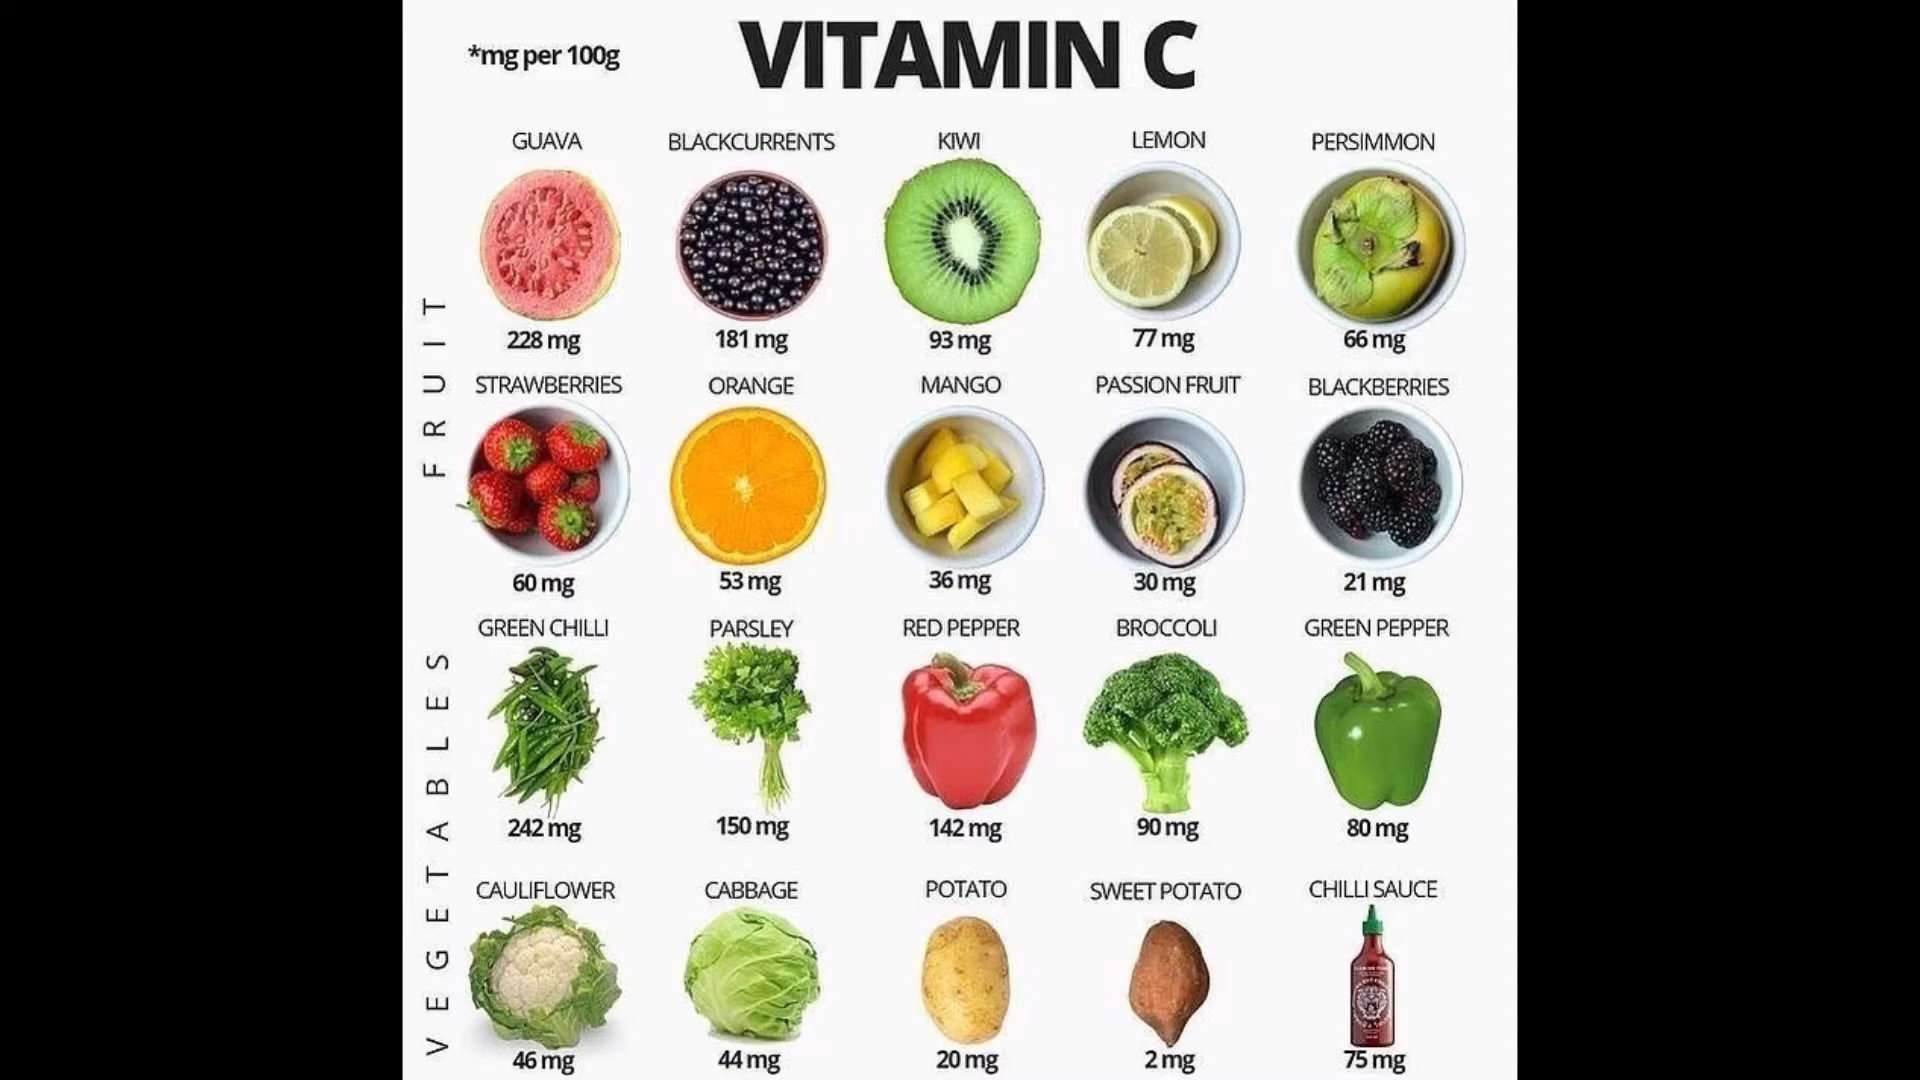 *mg per 100g
VITAMIN C
FRUIT
GUAVA BLACKCURRENTS KIWI LEMON PERSIMMON
228 mg 181 mg 93 mg 77 mg 66 mg
STRAWBERRIES ORANGE MANGO PASSION FRUIT BLACKBERRIES
60 mg 53 mg 36 mg 30 mg 21 mg
VEGETABLES
GREEN CHILLI PARSLEY RED PEPPER BROCCOLI GREEN PEPPER
242 mg 150 mg 142 mg 90 mg 80 mg
CAULIFLOWER CABBAGE POTATO SWEET POTATO CHILLI SAUCE
46 mg 44 mg 20 mg 2 mg 75 mg